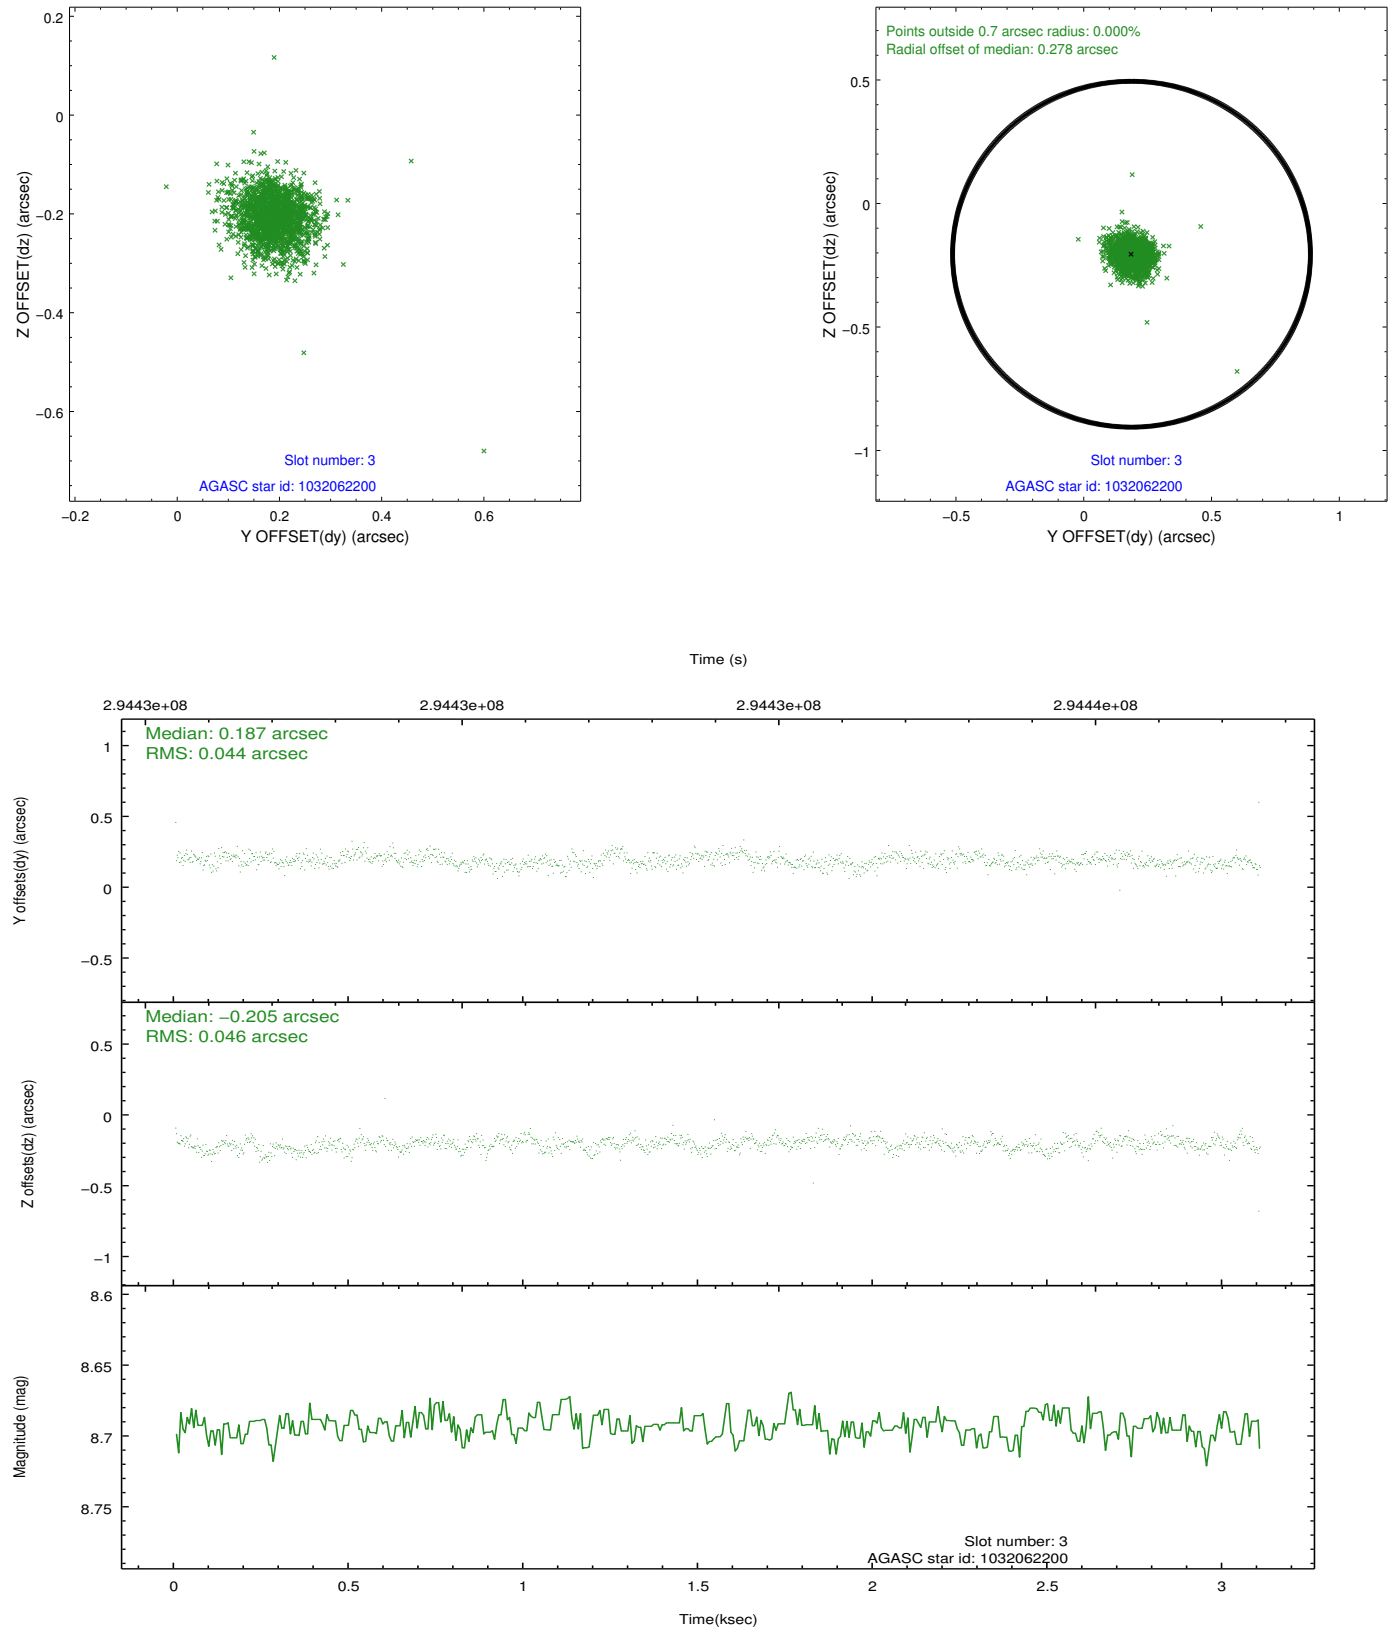 0.2
0
−0.2
−0.4
−0.6
Z OFFSET(dz) (arcsec)
Slot number: 3
AGASC star id: 1032062200
−0.2 0 0.2 0.4 0.6
Y OFFSET(dy) (arcsec)
Points outside 0.7 arcsec radius: 0.000%
Radial offset of median: 0.278 arcsec
0.5
0
−0.5
−1
Z OFFSET(dz) (arcsec)
Slot number: 3
AGASC star id: 1032062200
−0.5 0 0.5 1
Y OFFSET(dy) (arcsec)
Time (s)
2.9443e+08 2.9443e+08 2.9443e+08 2.9444e+08
Median: 0.187 arcsec
RMS: 0.044 arcsec
1
0.5
0
−0.5
Y offsets(dy) (arcsec)
Median: −0.205 arcsec
RMS: 0.046 arcsec
0.5
0
−0.5
−1
Z offsets(dz) (arcsec)
8.6
8.65
8.7
8.75
Magnitude (mag)
Slot number: 3
AGASC star id: 1032062200
0 0.5 1 1.5 2 2.5 3
Time(ksec)